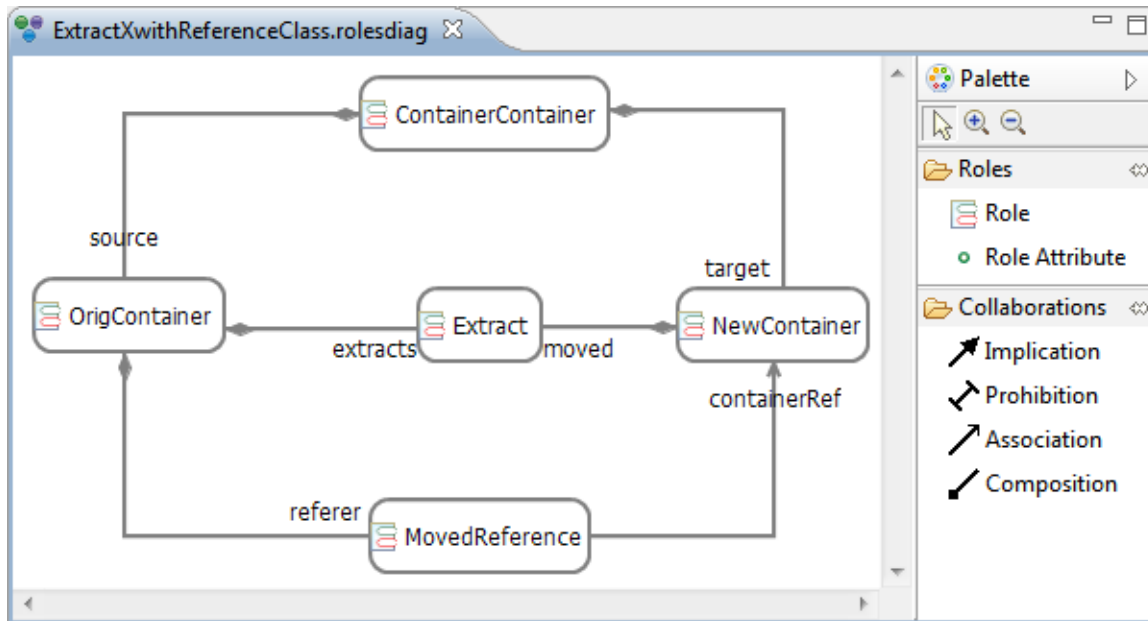 ExtractXwithReferenceClass.rolesdiag
ContainerContainer
source
target
OrigContainer
Extract
NewContainer
extracts
moved
containerRef
referer
MovedReference
Palette
Roles
Role
Role Attribute
Collaborations
Implication
Prohibition
Association
Composition